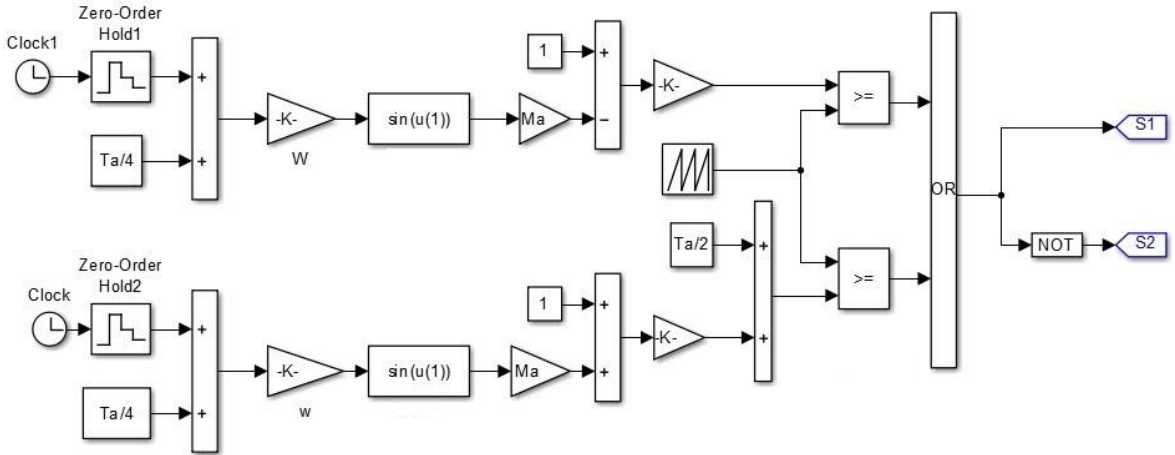 Zero-Order
Hold1
Clock1
+
Ta/4
+
-K-
W
sin(u(1))
Ma
1
+
−
-K-
>=
OR
S1
NOT
S2
Zero-Order
Hold2
Clock
+
Ta/4
+
-K-
w
sin(u(1))
Ma
1
+
+
-K-
Ta/2
+
+
>=